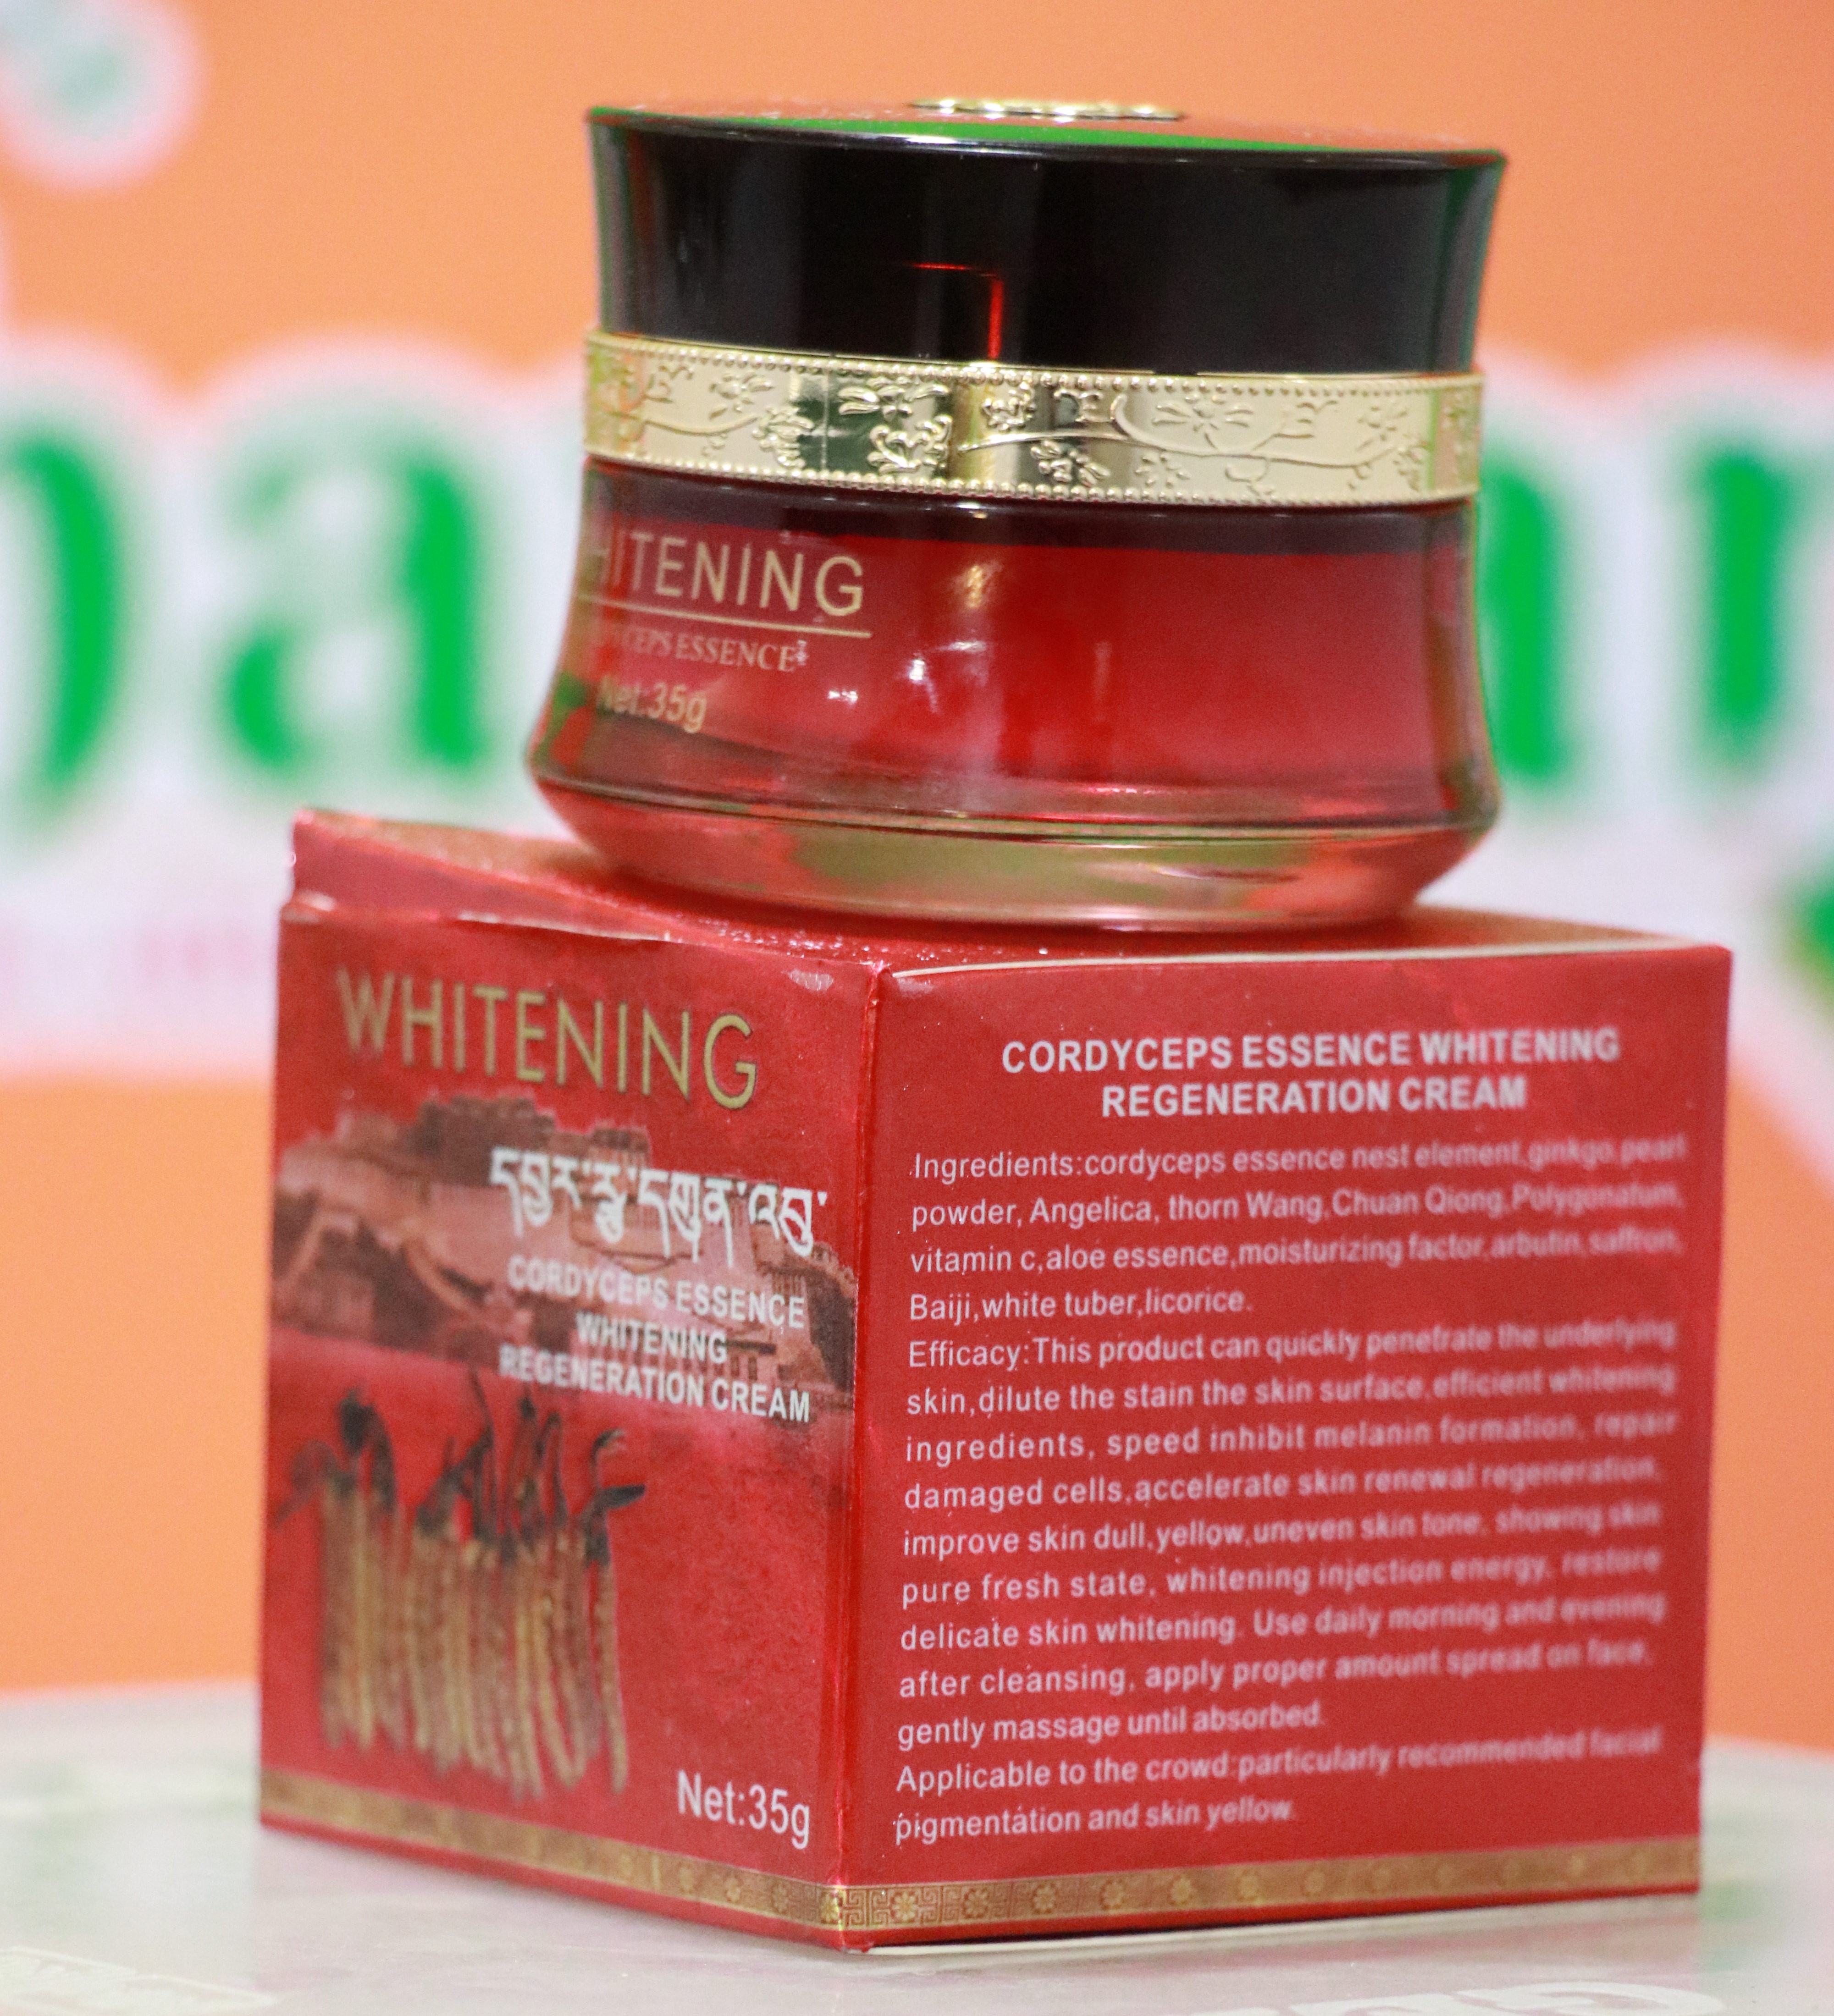 WHITENING
ESSENCE
Net:35g
WHITENING
དབྱར་རྩྭ་དགུན་འབུ་
CORDYCEPS ESSENCE
WHITENING
REGENERATION CREAM
Net:35g
CORDYCEPS ESSENCE WHITENING
REGENERATION CREAM
Ingredients:cordyceps essence nest element,ginkgo,pearl
powder, Angelica, thorn Wang,Chuan Qiong,Polygonatum,
vitamin c,aloe essence,moisturizing factor,arbutin,saffron,
Baiji,white tuber,licorice.
Efficacy:This product can quickly penetrate the underlying
skin,dilute the stain the skin surface,efficient whitening
ingredients, speed inhibit melanin formation, repair
damaged cells,accelerate skin renewal regeneration,
improve skin dull,yellow,uneven skin tone, showing skin
pure fresh state, whitening injection energy, restore
delicate skin whitening. Use daily morning and evening
after cleansing, apply proper amount spread on face,
gently massage until absorbed.
Applicable to the crowd:particularly recommended facial
pigmentation and skin yellow.